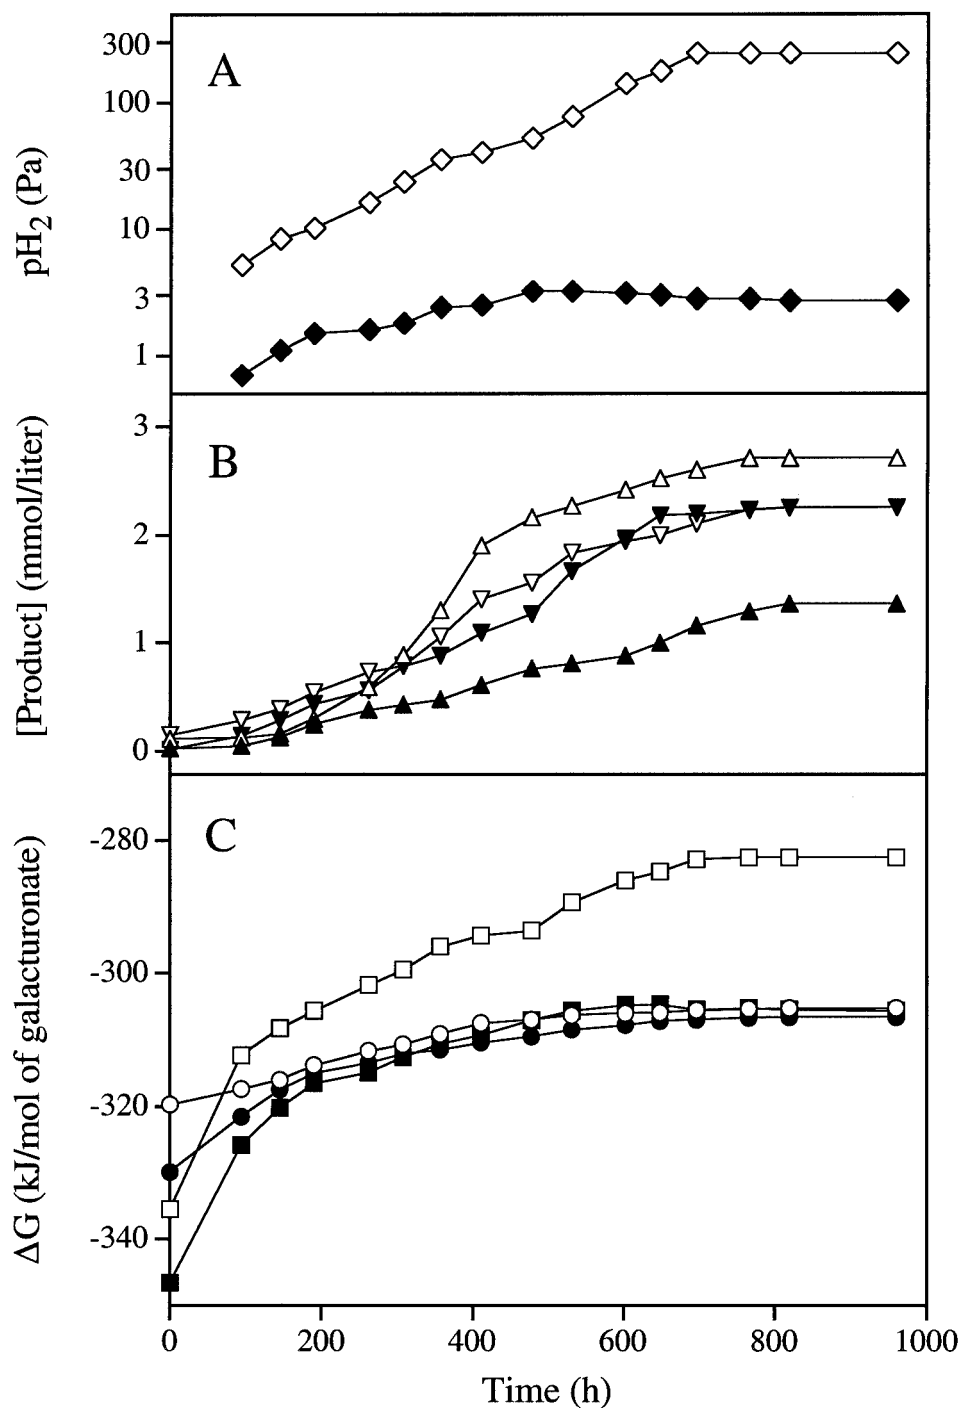 A
300
100
30
10
3
1
pH2 (Pa)
B
3
2
1
0
[Product] (mmol/liter)
C
-280
-300
-320
-340
ΔG (kJ/mol of galacturonate)
0 200 400 600 800 1000
Time (h)